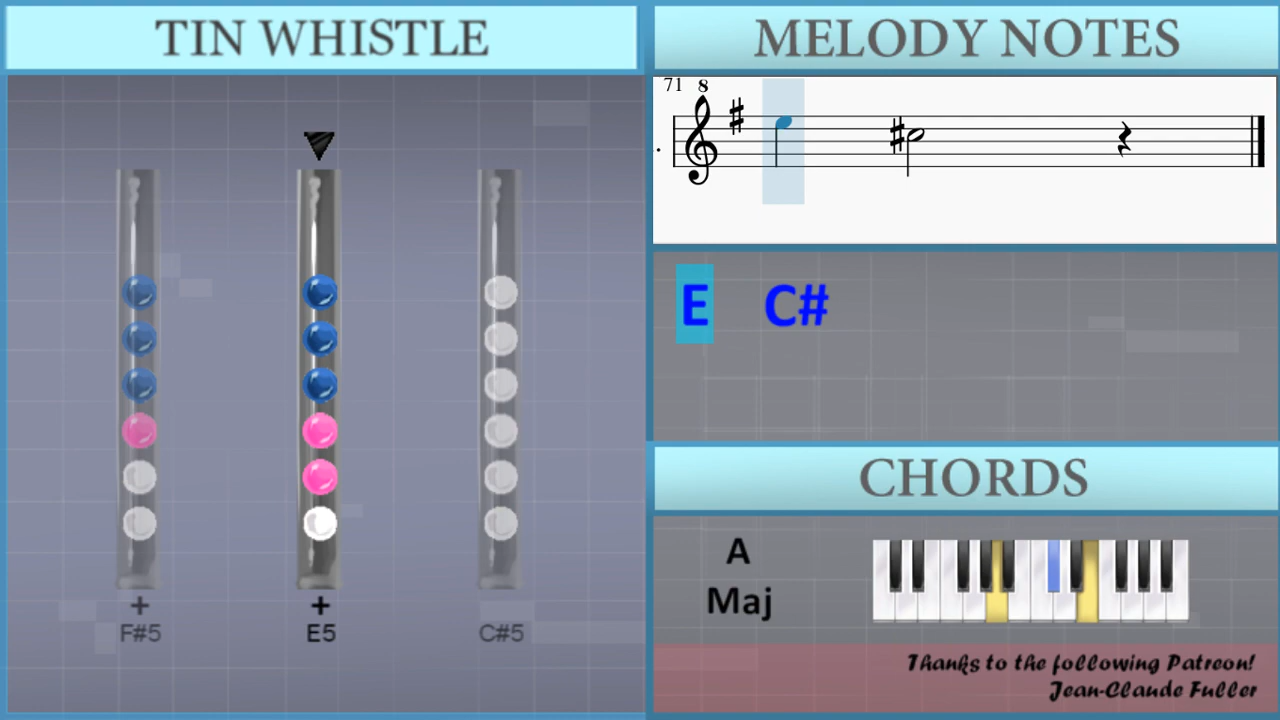 TIN WHISTLE
+
F#5
+
E5
C#5
MELODY NOTES
71 8
E C#
CHORDS
A
Maj
Thanks to the following Patreon!
Jean-Claude Fuller